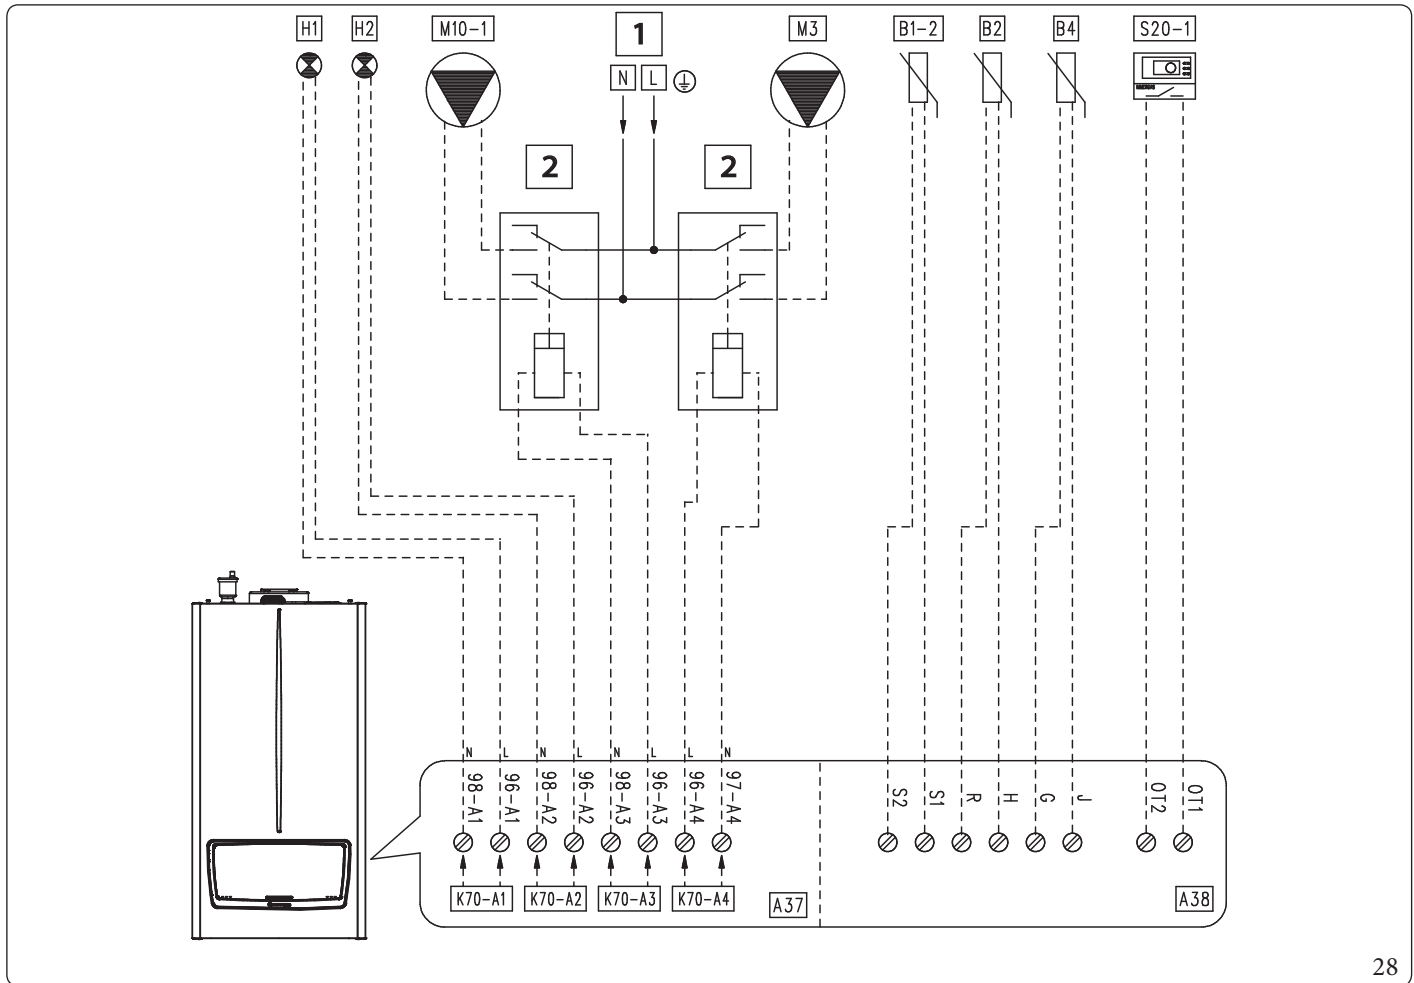 H1
H2
M10-1
1
M3
B1-2
B2
B4
S20-1
N
L
2
2
N
L
N
L
N
L
L
N
98-A1
96-A1
98-A2
96-A2
98-A3
96-A3
96-A4
97-A4
S2
S1
R
H
G
J
OT2
OT1
K70-A1
K70-A2
K70-A3
K70-A4
A37
A38
28